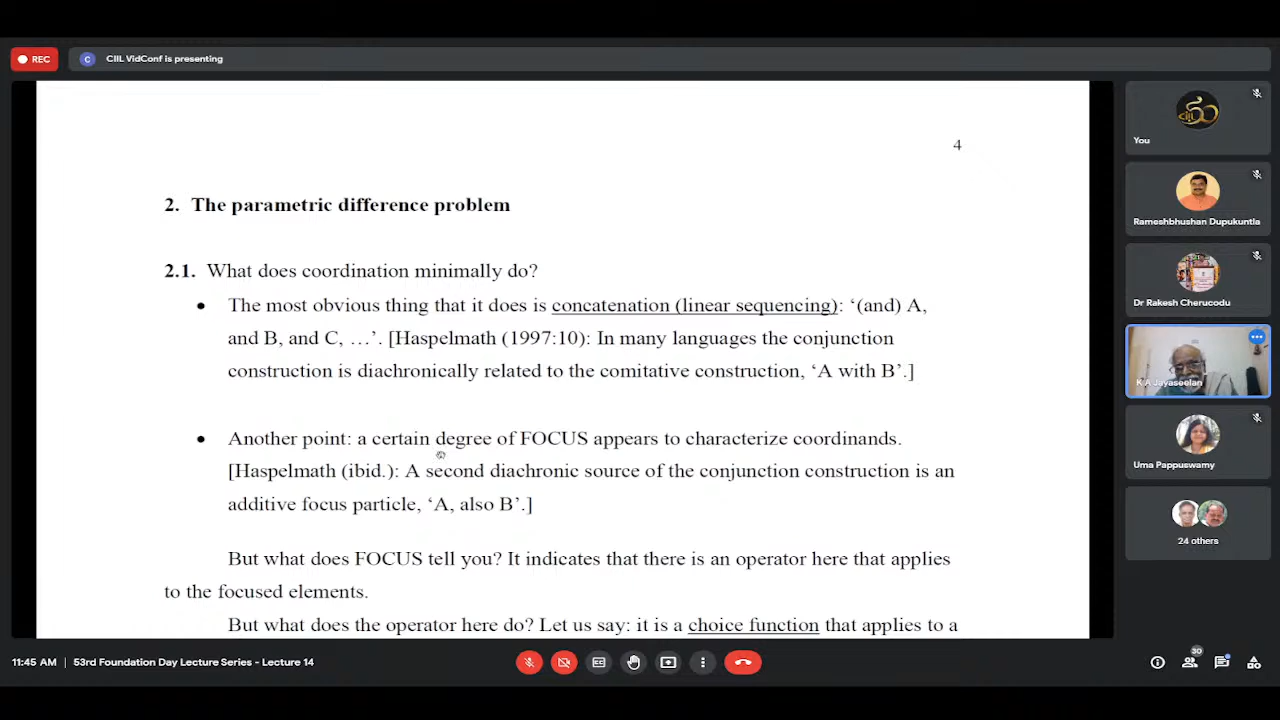 REC
C
CIIL VidConf is presenting
4
2. The parametric difference problem
2.1. What does coordination minimally do?
• The most obvious thing that it does is concatenation (linear sequencing): ‘(and) A,
and B, and C, …’. [Haspelmath (1997:10): In many languages the conjunction
construction is diachronically related to the comitative construction, ‘A with B’.]
• Another point: a certain degree of FOCUS appears to characterize coordinands.
[Haspelmath (ibid.): A second diachronic source of the conjunction construction is an
additive focus particle, ‘A, also B’.]
But what does FOCUS tell you? It indicates that there is an operator here that applies
to the focused elements.
But what does the operator here do? Let us say: it is a choice function that applies to a
You
Rameshbhushan Dupukuntla
Dr Rakesh Cherucodu
K A Jayaseelan
Uma Pappuswamy
24 others
11:45 AM | 53rd Foundation Day Lecture Series - Lecture 14
30